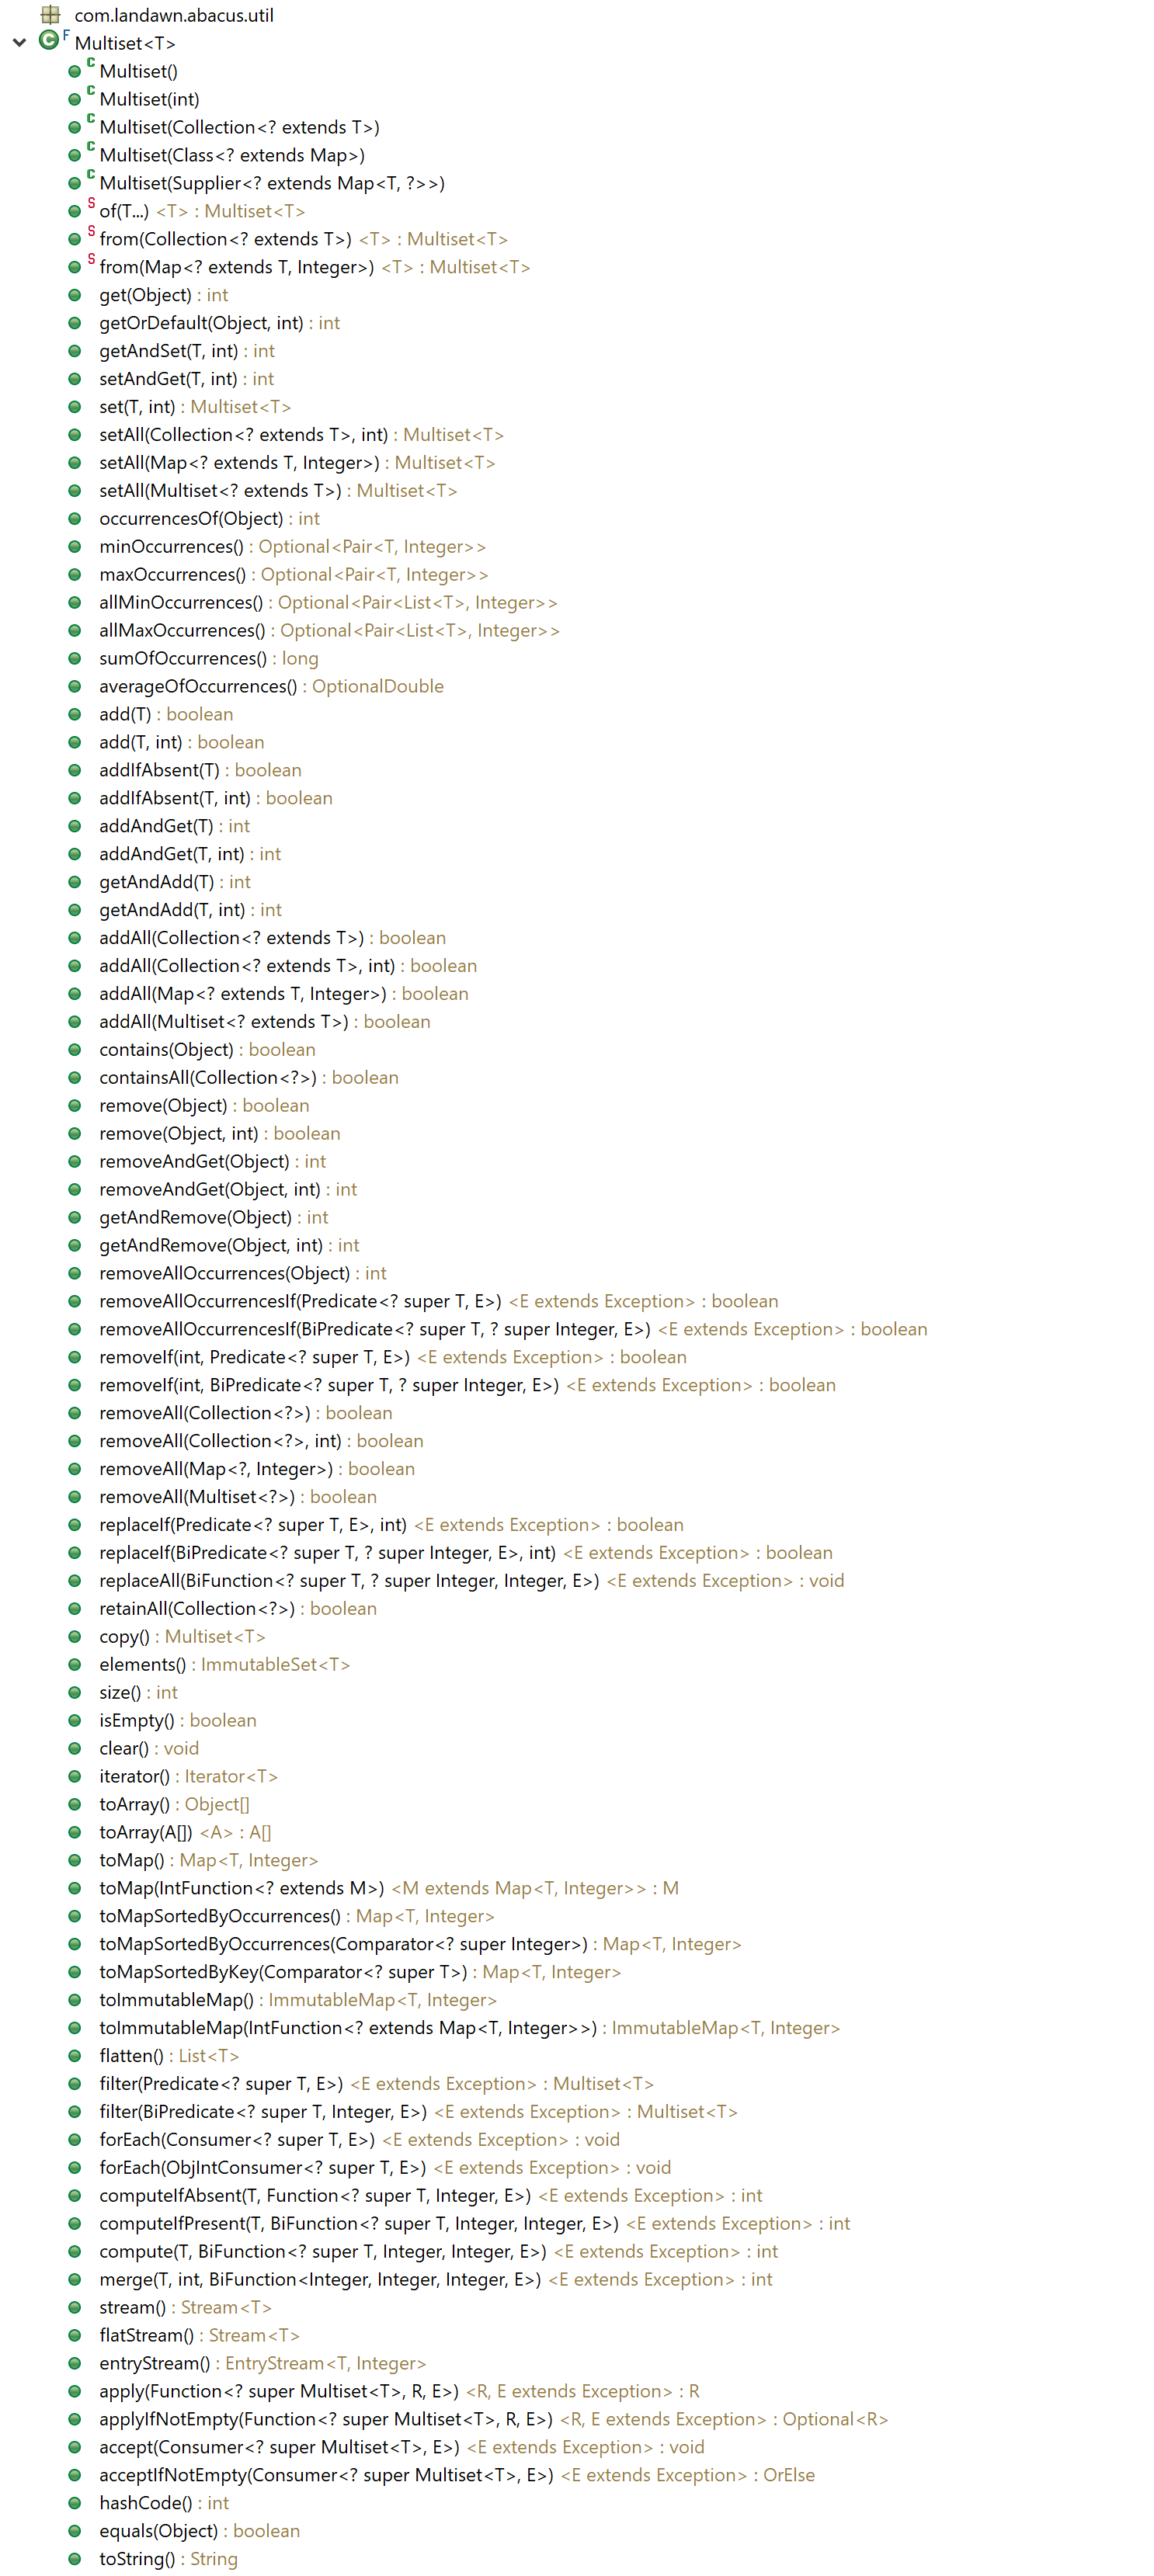 com.landawn.abacus.util
C F Multiset<T>
C Multiset()
C Multiset(int)
C Multiset(Collection<? extends T>)
C Multiset(Class<? extends Map>)
C Multiset(Supplier<? extends Map<T, ?>>)
S of(T...) <T> : Multiset<T>
S from(Collection<? extends T>) <T> : Multiset<T>
S from(Map<? extends T, Integer>) <T> : Multiset<T>
get(Object) : int
getOrDefault(Object, int) : int
getAndSet(T, int) : int
setAndGet(T, int) : int
set(T, int) : Multiset<T>
setAll(Collection<? extends T>, int) : Multiset<T>
setAll(Map<? extends T, Integer>) : Multiset<T>
setAll(Multiset<? extends T>) : Multiset<T>
occurrencesOf(Object) : int
minOccurrences() : Optional<Pair<T, Integer>>
maxOccurrences() : Optional<Pair<T, Integer>>
allMinOccurrences() : Optional<Pair<List<T>, Integer>>
allMaxOccurrences() : Optional<Pair<List<T>, Integer>>
sumOfOccurrences() : long
averageOfOccurrences() : OptionalDouble
add(T) : boolean
add(T, int) : boolean
addIfAbsent(T) : boolean
addIfAbsent(T, int) : boolean
addAndGet(T) : int
addAndGet(T, int) : int
getAndAdd(T) : int
getAndAdd(T, int) : int
addAll(Collection<? extends T>) : boolean
addAll(Collection<? extends T>, int) : boolean
addAll(Map<? extends T, Integer>) : boolean
addAll(Multiset<? extends T>) : boolean
contains(Object) : boolean
containsAll(Collection<?>) : boolean
remove(Object) : boolean
remove(Object, int) : boolean
removeAndGet(Object) : int
removeAndGet(Object, int) : int
getAndRemove(Object) : int
getAndRemove(Object, int) : int
removeAllOccurrences(Object) : int
removeAllOccurrencesIf(Predicate<? super T, E>) <E extends Exception> : boolean
removeAllOccurrencesIf(BiPredicate<? super T, ? super Integer, E>) <E extends Exception> : boolean
removeIf(int, Predicate<? super T, E>) <E extends Exception> : boolean
removeIf(int, BiPredicate<? super T, ? super Integer, E>) <E extends Exception> : boolean
removeAll(Collection<?>) : boolean
removeAll(Collection<?>, int) : boolean
removeAll(Map<?, Integer>) : boolean
removeAll(Multiset<?>) : boolean
replaceIf(Predicate<? super T, E>, int) <E extends Exception> : boolean
replaceIf(BiPredicate<? super T, ? super Integer, E>, int) <E extends Exception> : boolean
replaceAll(BiFunction<? super T, ? super Integer, Integer, E>) <E extends Exception> : void
retainAll(Collection<?>) : boolean
copy() : Multiset<T>
elements() : ImmutableSet<T>
size() : int
isEmpty() : boolean
clear() : void
iterator() : Iterator<T>
toArray() : Object[]
toArray(A[]) <A> : A[]
toMap() : Map<T, Integer>
toMap(IntFunction<? extends M>) <M extends Map<T, Integer>> : M
toMapSortedByOccurrences() : Map<T, Integer>
toMapSortedByOccurrences(Comparator<? super Integer>) : Map<T, Integer>
toMapSortedByKey(Comparator<? super T>) : Map<T, Integer>
toImmutableMap() : ImmutableMap<T, Integer>
toImmutableMap(IntFunction<? extends Map<T, Integer>>) : ImmutableMap<T, Integer>
flatten() : List<T>
filter(Predicate<? super T, E>) <E extends Exception> : Multiset<T>
filter(BiPredicate<? super T, Integer, E>) <E extends Exception> : Multiset<T>
forEach(Consumer<? super T, E>) <E extends Exception> : void
forEach(ObjIntConsumer<? super T, E>) <E extends Exception> : void
computeIfAbsent(T, Function<? super T, Integer, E>) <E extends Exception> : int
computeIfPresent(T, BiFunction<? super T, Integer, Integer, E>) <E extends Exception> : int
compute(T, BiFunction<? super T, Integer, Integer, E>) <E extends Exception> : int
merge(T, int, BiFunction<Integer, Integer, Integer, E>) <E extends Exception> : int
stream() : Stream<T>
flatStream() : Stream<T>
entryStream() : EntryStream<T, Integer>
apply(Function<? super Multiset<T>, R, E>) <R, E extends Exception> : R
applyIfNotEmpty(Function<? super Multiset<T>, R, E>) <R, E extends Exception> : Optional<R>
accept(Consumer<? super Multiset<T>, E>) <E extends Exception> : void
acceptIfNotEmpty(Consumer<? super Multiset<T>, E>) <E extends Exception> : OrElse
hashCode() : int
equals(Object) : boolean
toString() : String